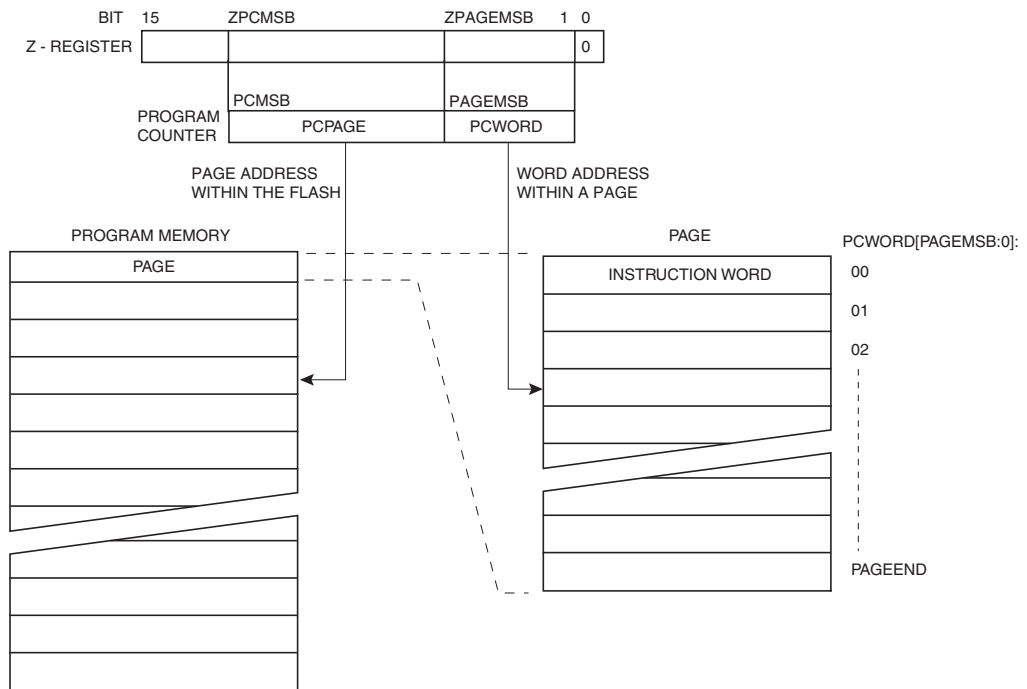 BIT 15 ZPCMSB ZPAGEMSB 1 0
Z - REGISTER 0
PCMSB PAGEMSB
PROGRAM
COUNTER
PCPAGE PCWORD
PAGE ADDRESS
WITHIN THE FLASH
WORD ADDRESS
WITHIN A PAGE
PROGRAM MEMORY
PAGE
PAGE
PCWORD[PAGEMSB:0]:
INSTRUCTION WORD
00
01
02
PAGEEND